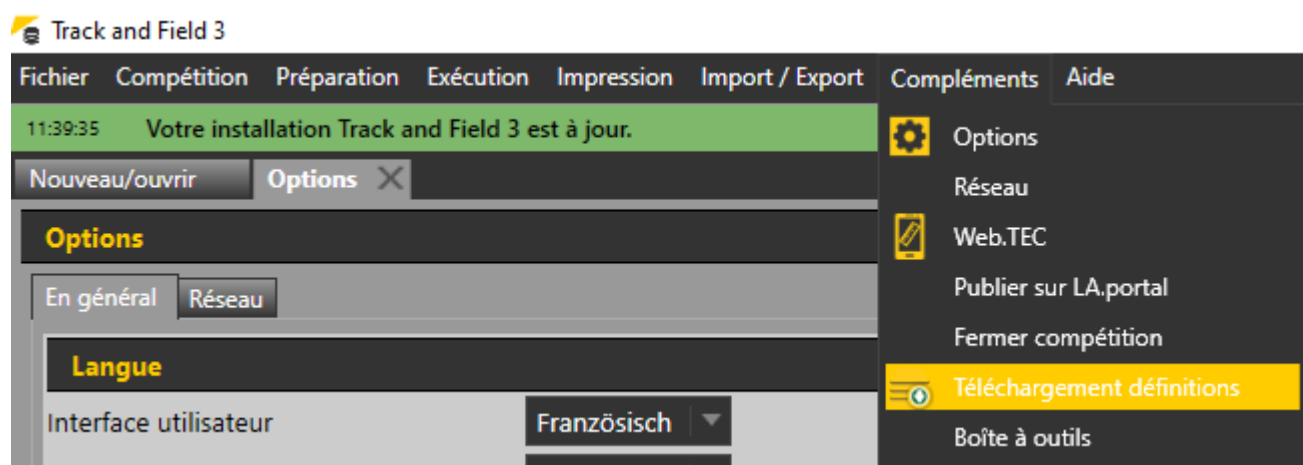 Track and Field 3
Fichier Compétition Préparation Exécution Impression Import / Export Compléments Aide
11:39:35 Votre installation Track and Field 3 est à jour.
Options
Nouveau/ouvrir Options
Réseau
Options
Web.TEC
En général Réseau
Publier sur LA.portal
Fermer compétition
Langue
Téléchargement définitions
Interface utilisateur Französisch
Boîte à outils